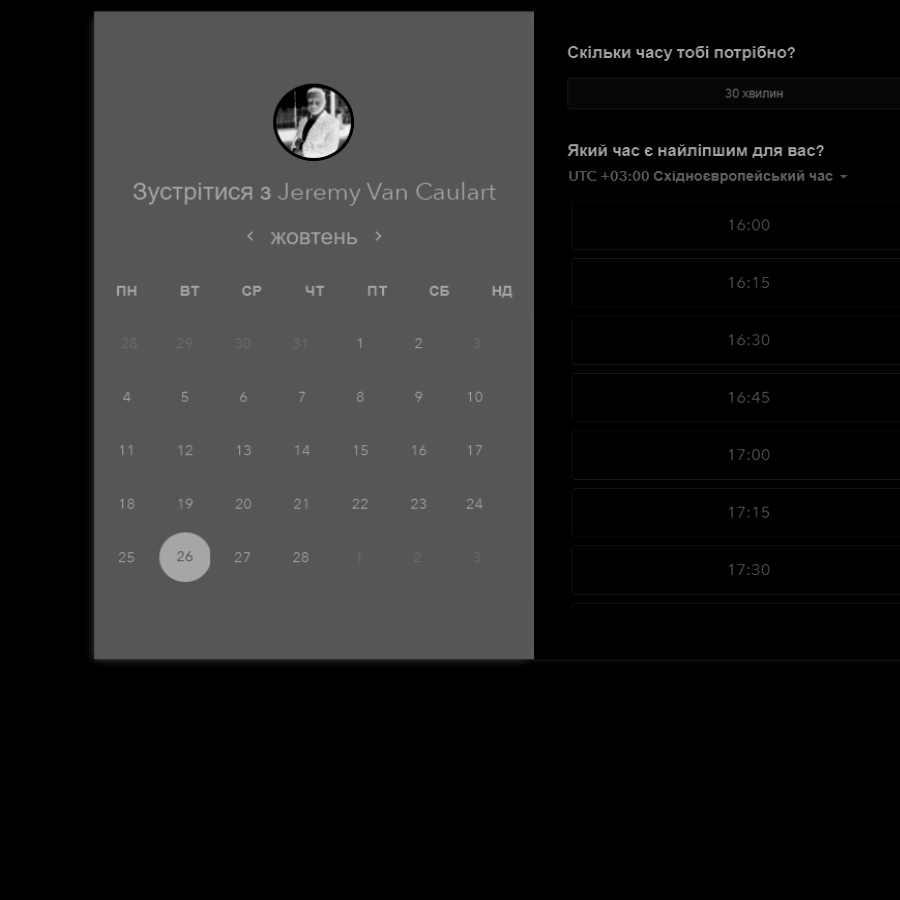 Зустрітися з Jeremy Van Caulart
жовтень
ПН ВТ СР ЧТ ПТ СБ НД
28 29 30 31 1 2 3
4 5 6 7 8 9 10
11 12 13 14 15 16 17
18 19 20 21 22 23 24
25 26 27 28 1 2 3
Скільки часу тобі потрібно?
30 хвилин
Який час є найліпшим для вас?
UTC +03:00 Східноєвропейський час
16:00
16:15
16:30
16:45
17:00
17:15
17:30